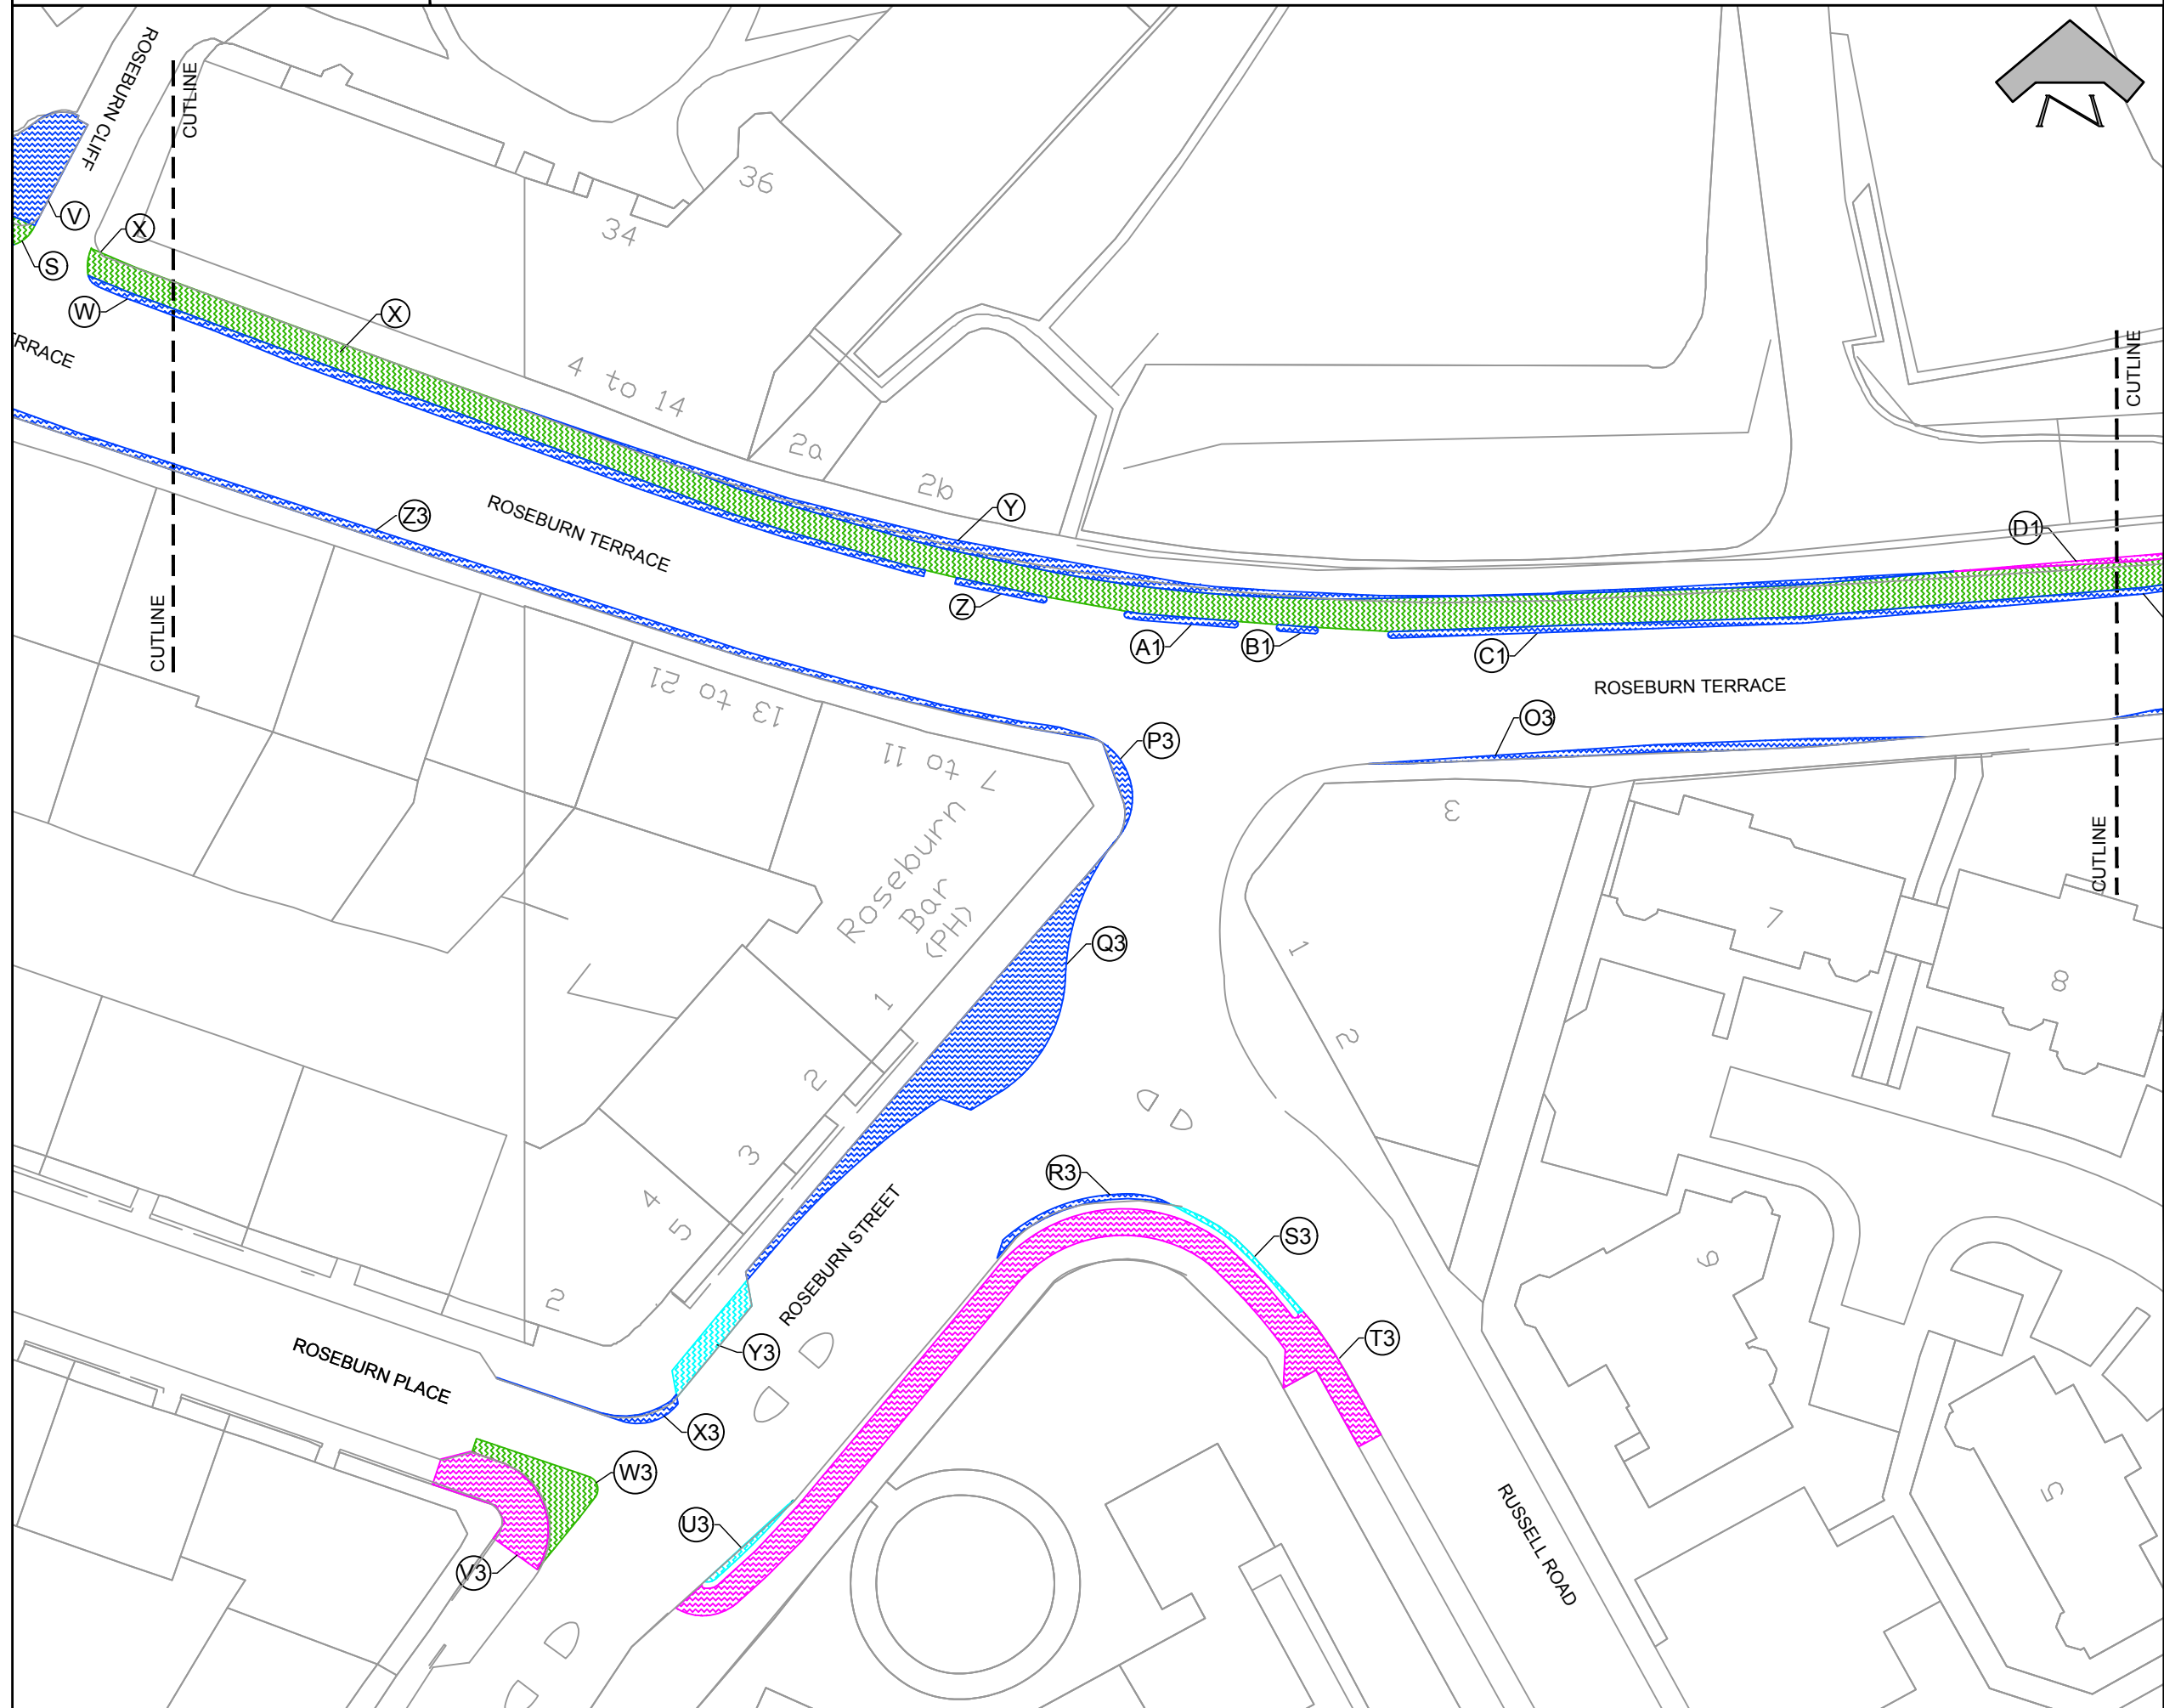 ROSEBURN CLIFF
CUTLINE
N
36
34
V
X
S
W
X
RRACE
4 to 14
2a
2b
CUTLINE
Z3
ROSEBURN TERRACE
Y
D1
Z
A1
B1
C1
CUTLINE
13 to 21
ROSEBURN TERRACE
O3
P3
7 to 11
3
Roseburn
Bar
(PH)
CUTLINE
Q3
1
7
8
1
2
2
3
R3
4
5
S3
9
ROSEBURN STREET
2
Y3
T3
ROSEBURN PLACE
X3
W3
U3
V3
5
RUSSELL ROAD